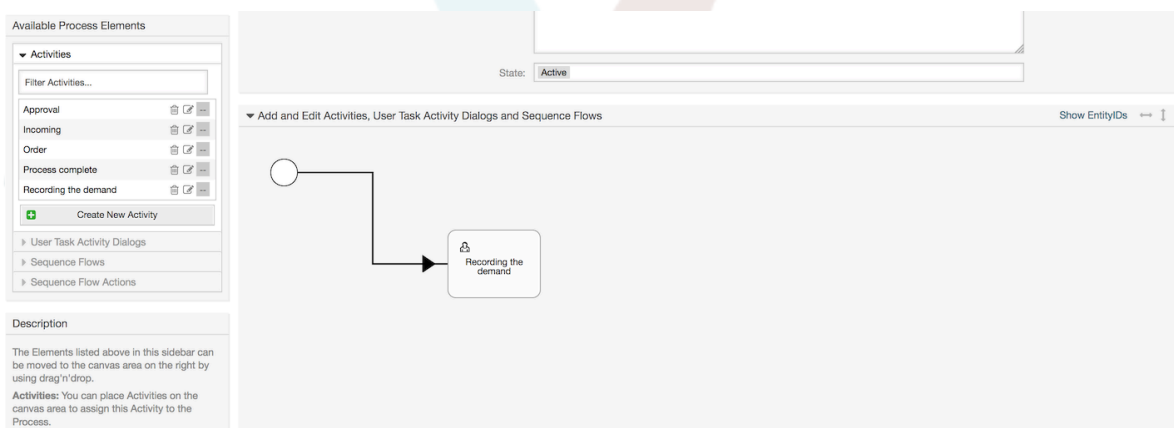 Available Process Elements
Activities
Filter Activities...
Approval
Incoming
Order
Process complete
Recording the demand
Create New Activity
User Task Activity Dialogs
Sequence Flows
Sequence Flow Actions
Description
The Elements listed above in this sidebar can
be moved to the canvas area on the right by
using drag'n'drop.
Activities: You can place Activities on the
canvas area to assign this Activity to the
Process.
State: Active
Add and Edit Activities, User Task Activity Dialogs and Sequence Flows
Show EntityIDs
Recording the
demand